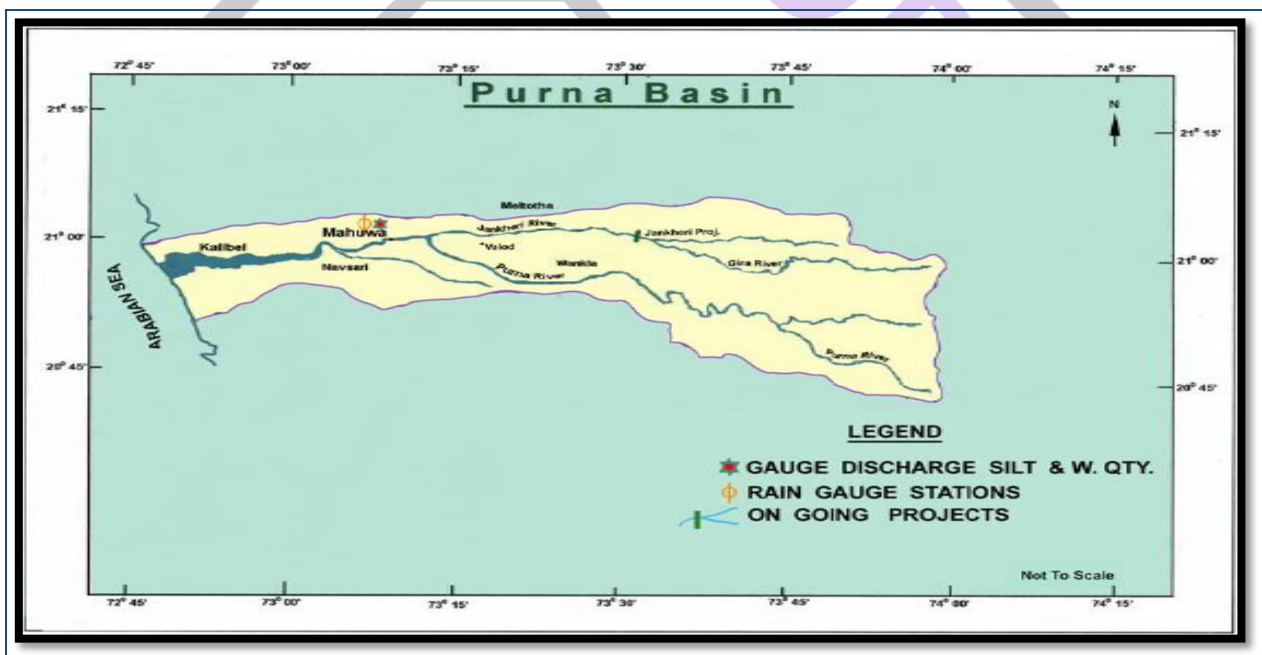 72° 45' 73° 00' 73° 15' 73° 30' 73° 45' 74° 00' 74° 15'
Purna Basin
N
21° 15' 21° 15'
Meltotha
Jankhari River
Jankhari Proj.
Mahuwa
21° 00' 21° 00'
Kalibel
Valod
Wankla
Gira River
Navsari
Purna River
ARABIAN SEA
Purna River
20° 45' 20° 45'
LEGEND
GAUGE DISCHARGE SILT & W. QTY.
RAIN GAUGE STATIONS
ON GOING PROJECTS
Not To Scale
72° 45' 73° 00' 73° 15' 73° 30' 73° 45' 74° 00' 74° 15'